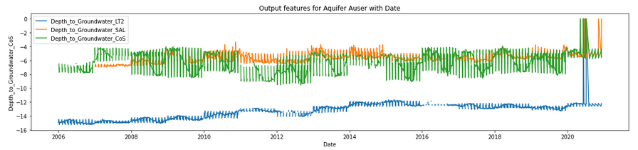 Output features for Aquifer Auser with Date
Depth_to_Groundwater_LT2
Depth_to_Groundwater_SAL
Depth_to_Groundwater_CoS
Depth_to_Groundwater_CoS
0
−2
−4
−6
−8
−10
−12
−14
−16
2006 2008 2010 2012 2014 2016 2018 2020
Date